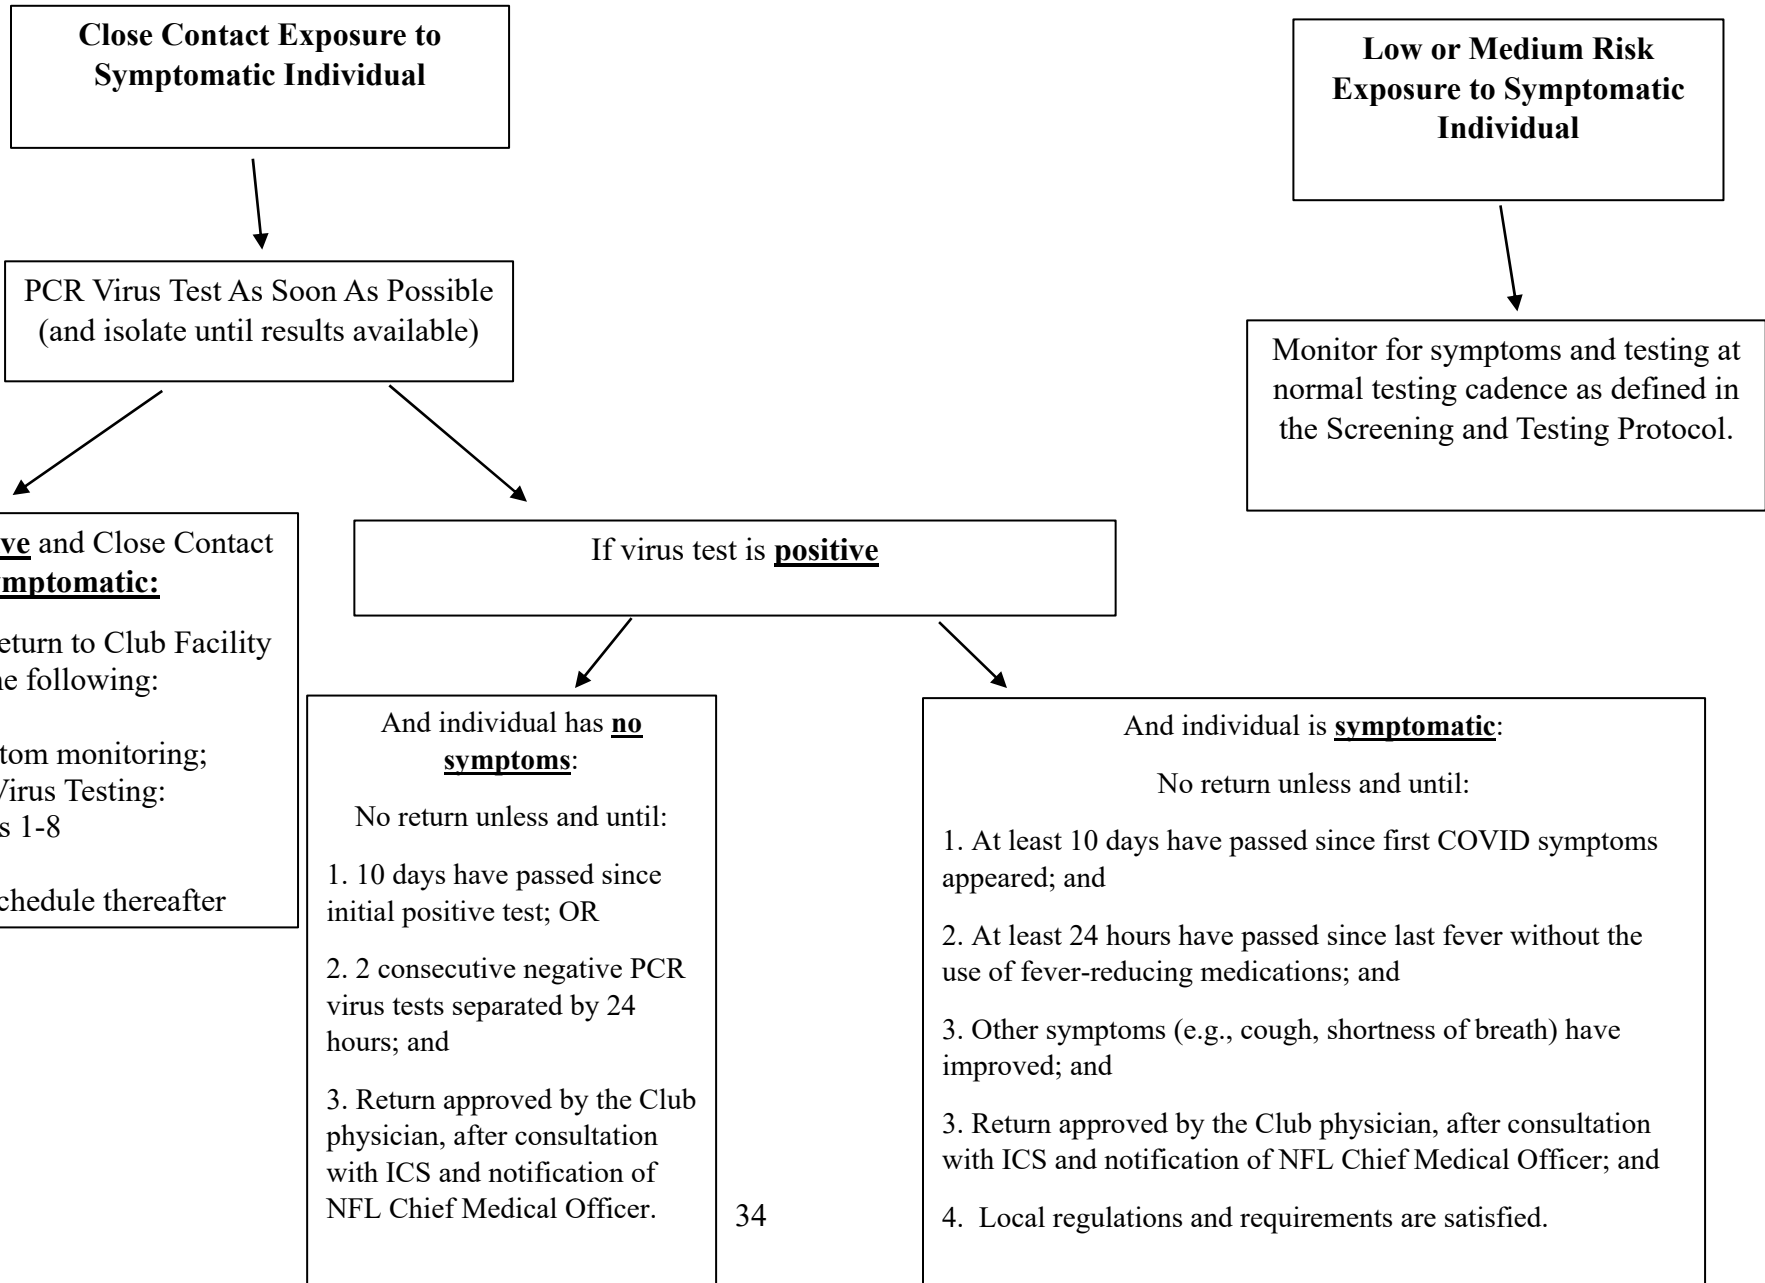 Close Contact Exposure to
Symptomatic Individual
Low or Medium Risk
Exposure to Symptomatic
Individual
PCR Virus Test As Soon As Possible
(and isolate until results available)
Monitor for symptoms and testing at
normal testing cadence as defined in
the Screening and Testing Protocol.
and Close Contact
to Club Facility
following:
monitoring;
Virus Testing:
1-8
thereafter
If virus test is positive
And individual has no
symptoms:
No return unless and until:
1. 10 days have passed since
initial positive test; OR
2. 2 consecutive negative PCR
virus tests separated by 24
hours; and
3. Return approved by the Club
physician, after consultation
with ICS and notification of
NFL Chief Medical Officer.
And individual is symptomatic:
No return unless and until:
1. At least 10 days have passed since first COVID symptoms
appeared; and
2. At least 24 hours have passed since last fever without the
use of fever-reducing medications; and
3. Other symptoms (e.g., cough, shortness of breath) have
improved; and
3. Return approved by the Club physician, after consultation
with ICS and notification of NFL Chief Medical Officer; and
4. Local regulations and requirements are satisfied.
34